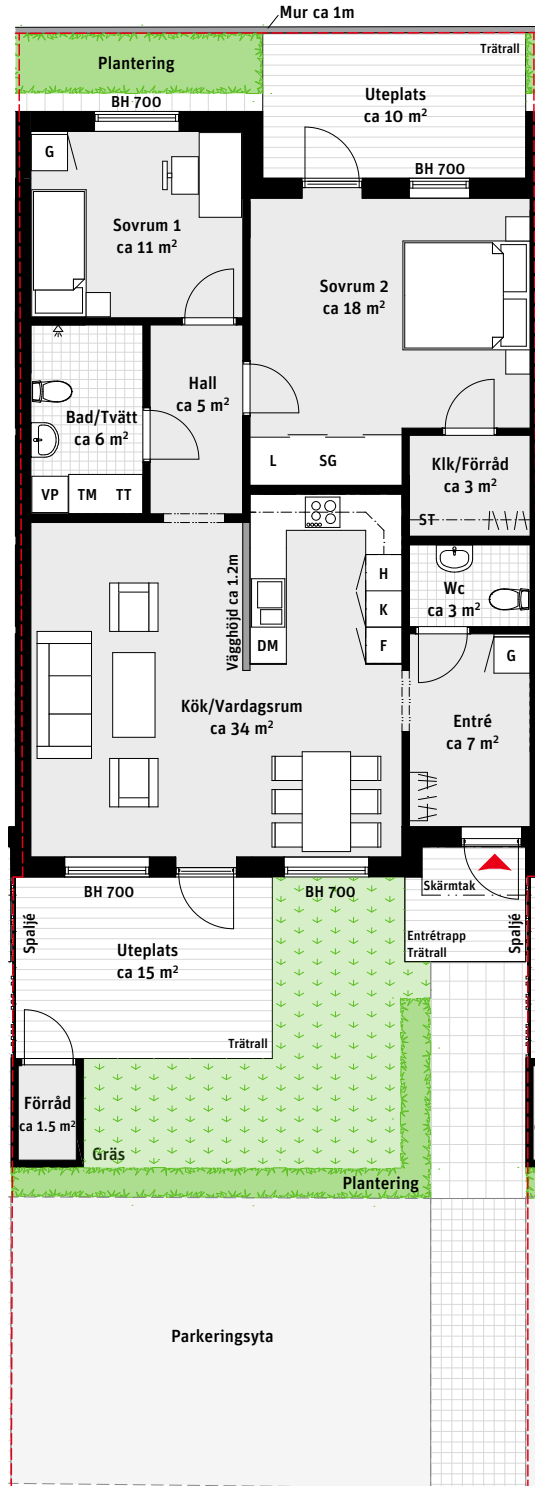 Mur ca 1m
Trätrall
Plantering
Uteplats
ca 10 m²
BH 700
BH 700
G
Sovrum 1
ca 11 m²
Sovrum 2
ca 18 m²
Hall
ca 5 m²
Bad/Tvätt
ca 6 m²
VP
TM
TT
L
SG
Klk/Förråd
ca 3 m²
ST
Vägghöjd ca 1.2m
H
K
F
DM
Wc
ca 3 m²
G
Kök/Vardagsrum
ca 34 m²
Entré
ca 7 m²
BH 700
BH 700
Skärmtak
Spaljé
Spaljé
Uteplats
ca 15 m²
Entrétrapp
Trätrall
Trätrall
Förråd
ca 1.5 m²
Gräs
Plantering
Parkeringsyta